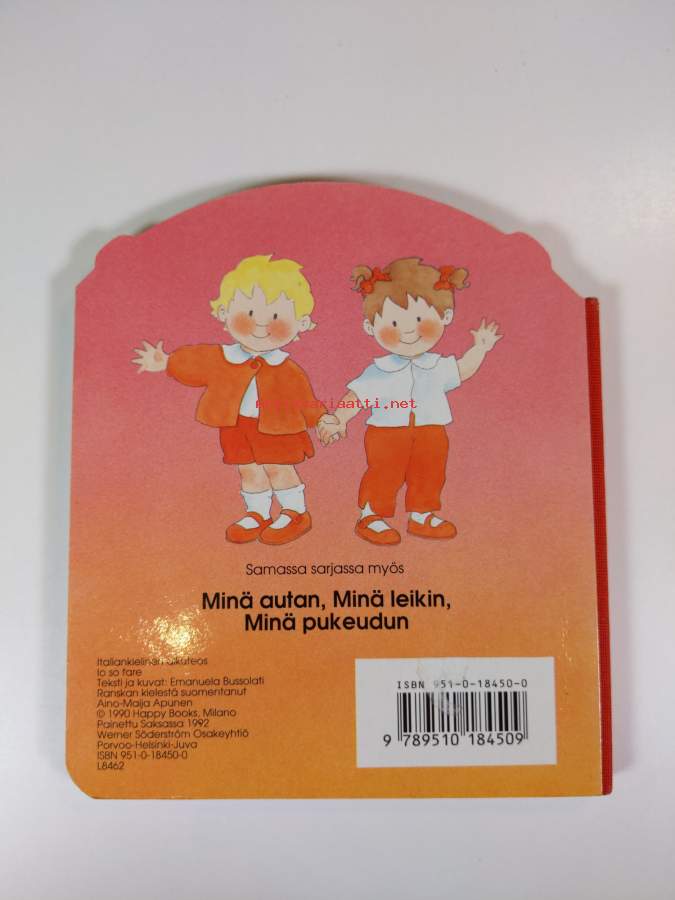 antikvariaatti.net
Samassa sarjassa myös
Minä autan, Minä leikin,
Minä pukeudun
Italiankielinen alkuteos
Io so fare
Teksti ja kuvat: Emanuela Bussolati
Ranskan kielestä suomentanut
Aino-Maija Apunen
© 1990 Happy Books, Milano
Painettu Saksassa 1992
Werner Söderström Osakeyhtiö
Porvoo-Helsinki-Juva
ISBN 951-0-18450-0
L8462
ISBN 951-0-18450-0
9 789510 184509